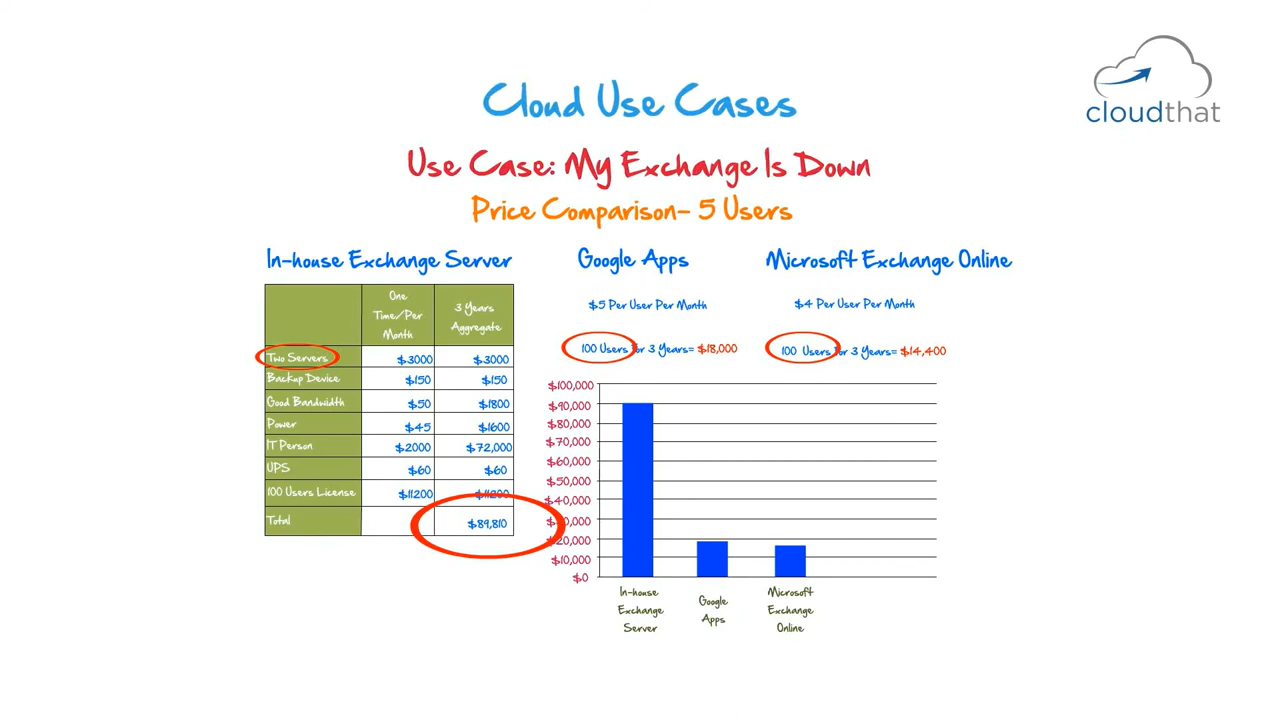 cloudthat
Cloud Use Cases
Use Case: My Exchange Is Down
Price Comparison- 5 Users
In-house Exchange Server
One
Time/Per
Month
3 Years
Aggregate
Two Servers $3000 $3000
Backup Device $150 $150
Good Bandwidth $50 $1800
Power $45 $1600
IT Person $2000 $72,000
UPS $60 $60
100 Users License $11200 $11200
Total $89,810
Google Apps
$5 Per User Per Month
100 Users for 3 Years= $18,000
Microsoft Exchange Online
$4 Per User Per Month
100 Users for 3 Years= $14,400
$100,000
$90,000
$80,000
$70,000
$60,000
$50,000
$40,000
$30,000
$20,000
$10,000
$0
In-house
Exchange
Server
Google
Apps
Microsoft
Exchange
Online